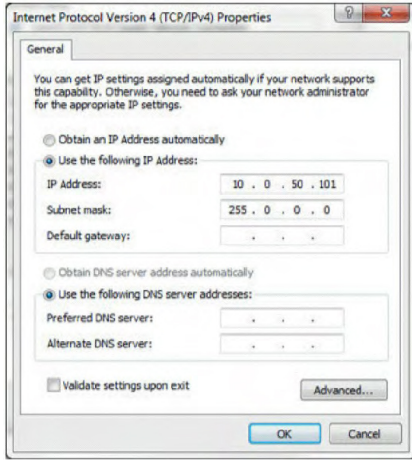 Internet Protocol Version 4 (TCP/IPv4) Properties
General
You can get IP settings assigned automatically if your network supports
this capability. Otherwise, you need to ask your network administrator
for the appropriate IP settings.
Obtain an IP Address automatically
Use the following IP Address:
IP Address: 10 . 0 . 50 . 101
Subnet mask: 255 . 0 . 0 . 0
Default gateway: . . .
Obtain DNS server address automatically
Use the following DNS server addresses:
Preferred DNS server: . . .
Alternate DNS server: . . .
Validate settings upon exit
Advanced...
OK Cancel